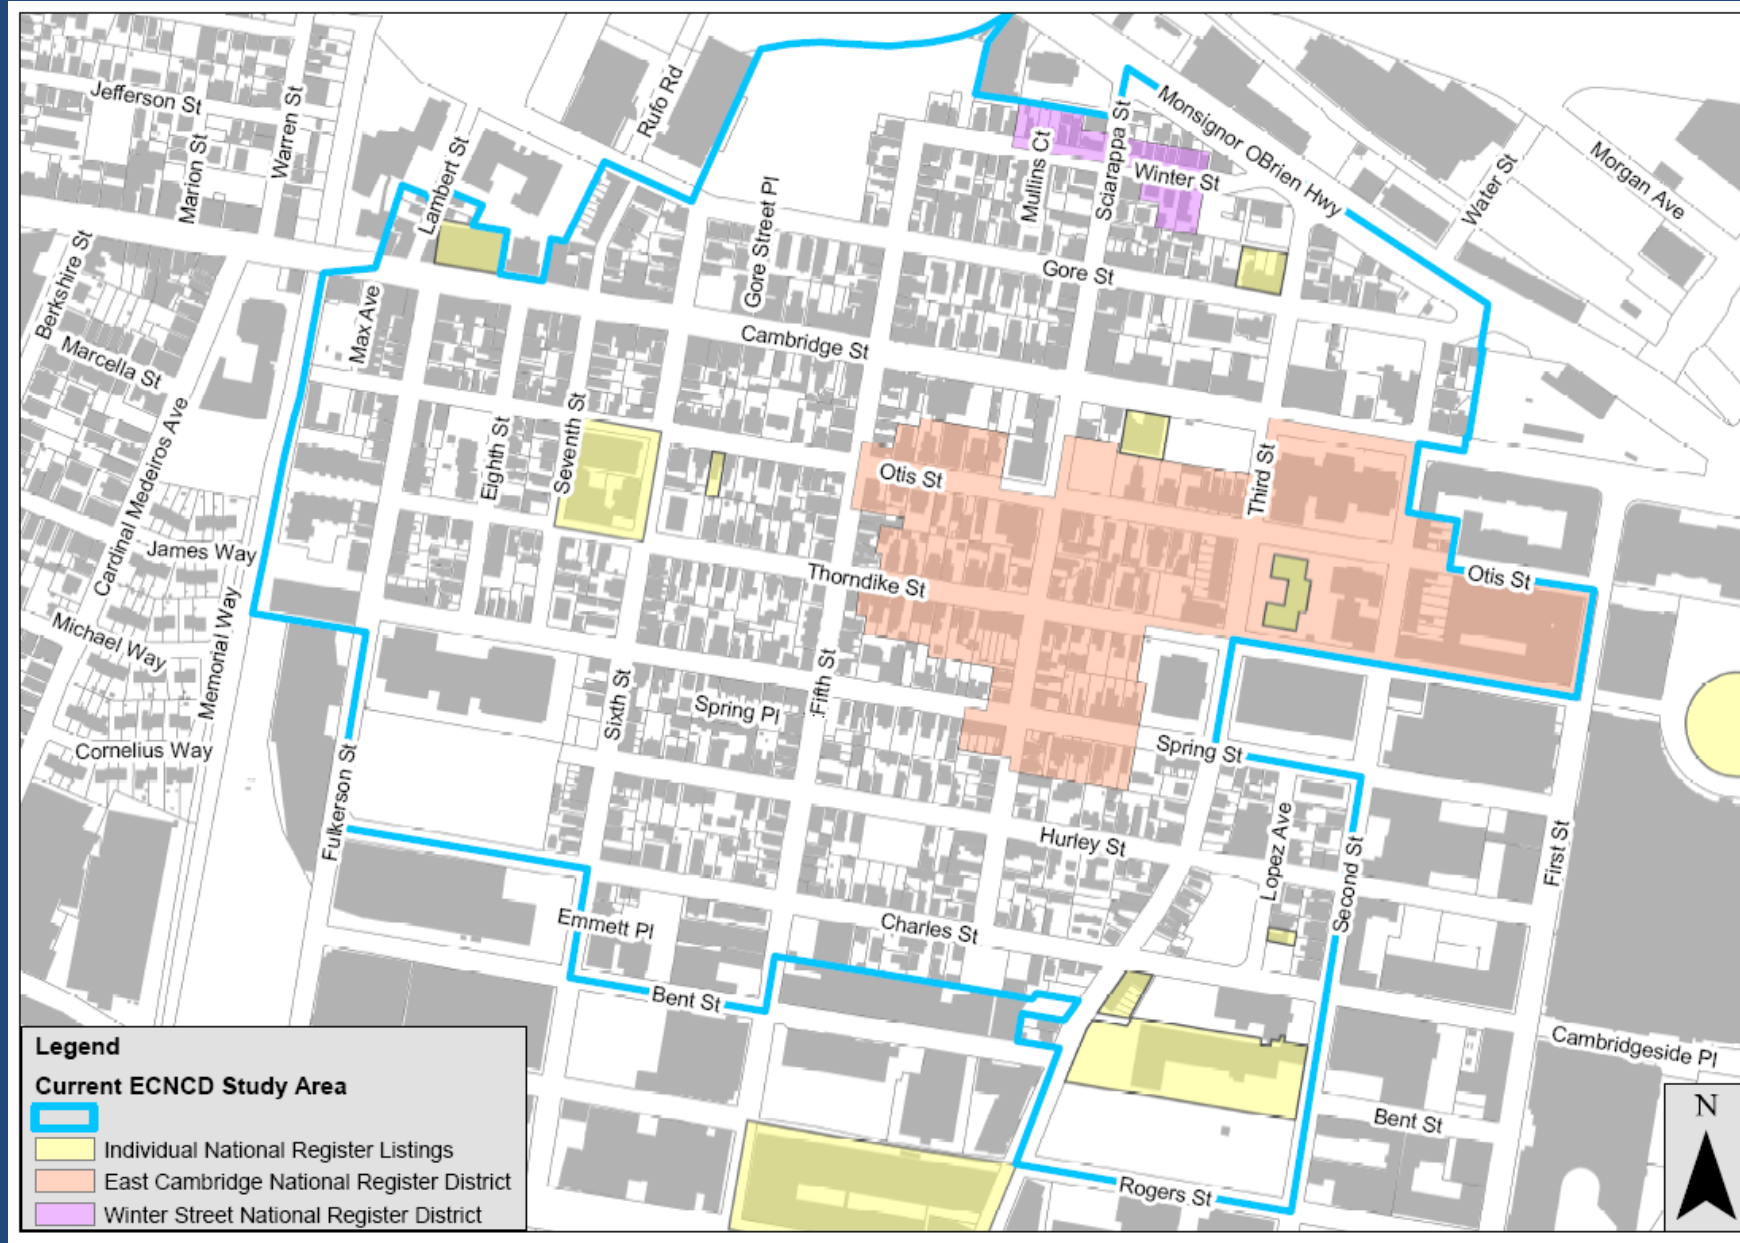 Jefferson St
Marion St
Warren St
Lambert St
Rufo Rd
Gore Street Pl
Mullins Ct
Sciarappa St
Monsignor OBrien Hwy
Winter St
Water St
Morgan Ave
Berkshire St
Marcella St
Max Ave
Cambridge St
Gore St
Cardinal Medeiros Ave
Eighth St
Seventh St
Otis St
Third St
James Way
Thorndike St
Otis St
Michael Way
Memorial Way
Cornelius Way
Sixth St
Spring Pl
Fifth St
Spring St
Fulkerson St
Hurley St
Lopez Ave
Second St
First St
Emmett Pl
Charles St
Bent St
Cambridgeside Pl
Bent St
Rogers St
Legend
Current ECNCD Study Area
Individual National Register Listings
East Cambridge National Register District
Winter Street National Register District
N